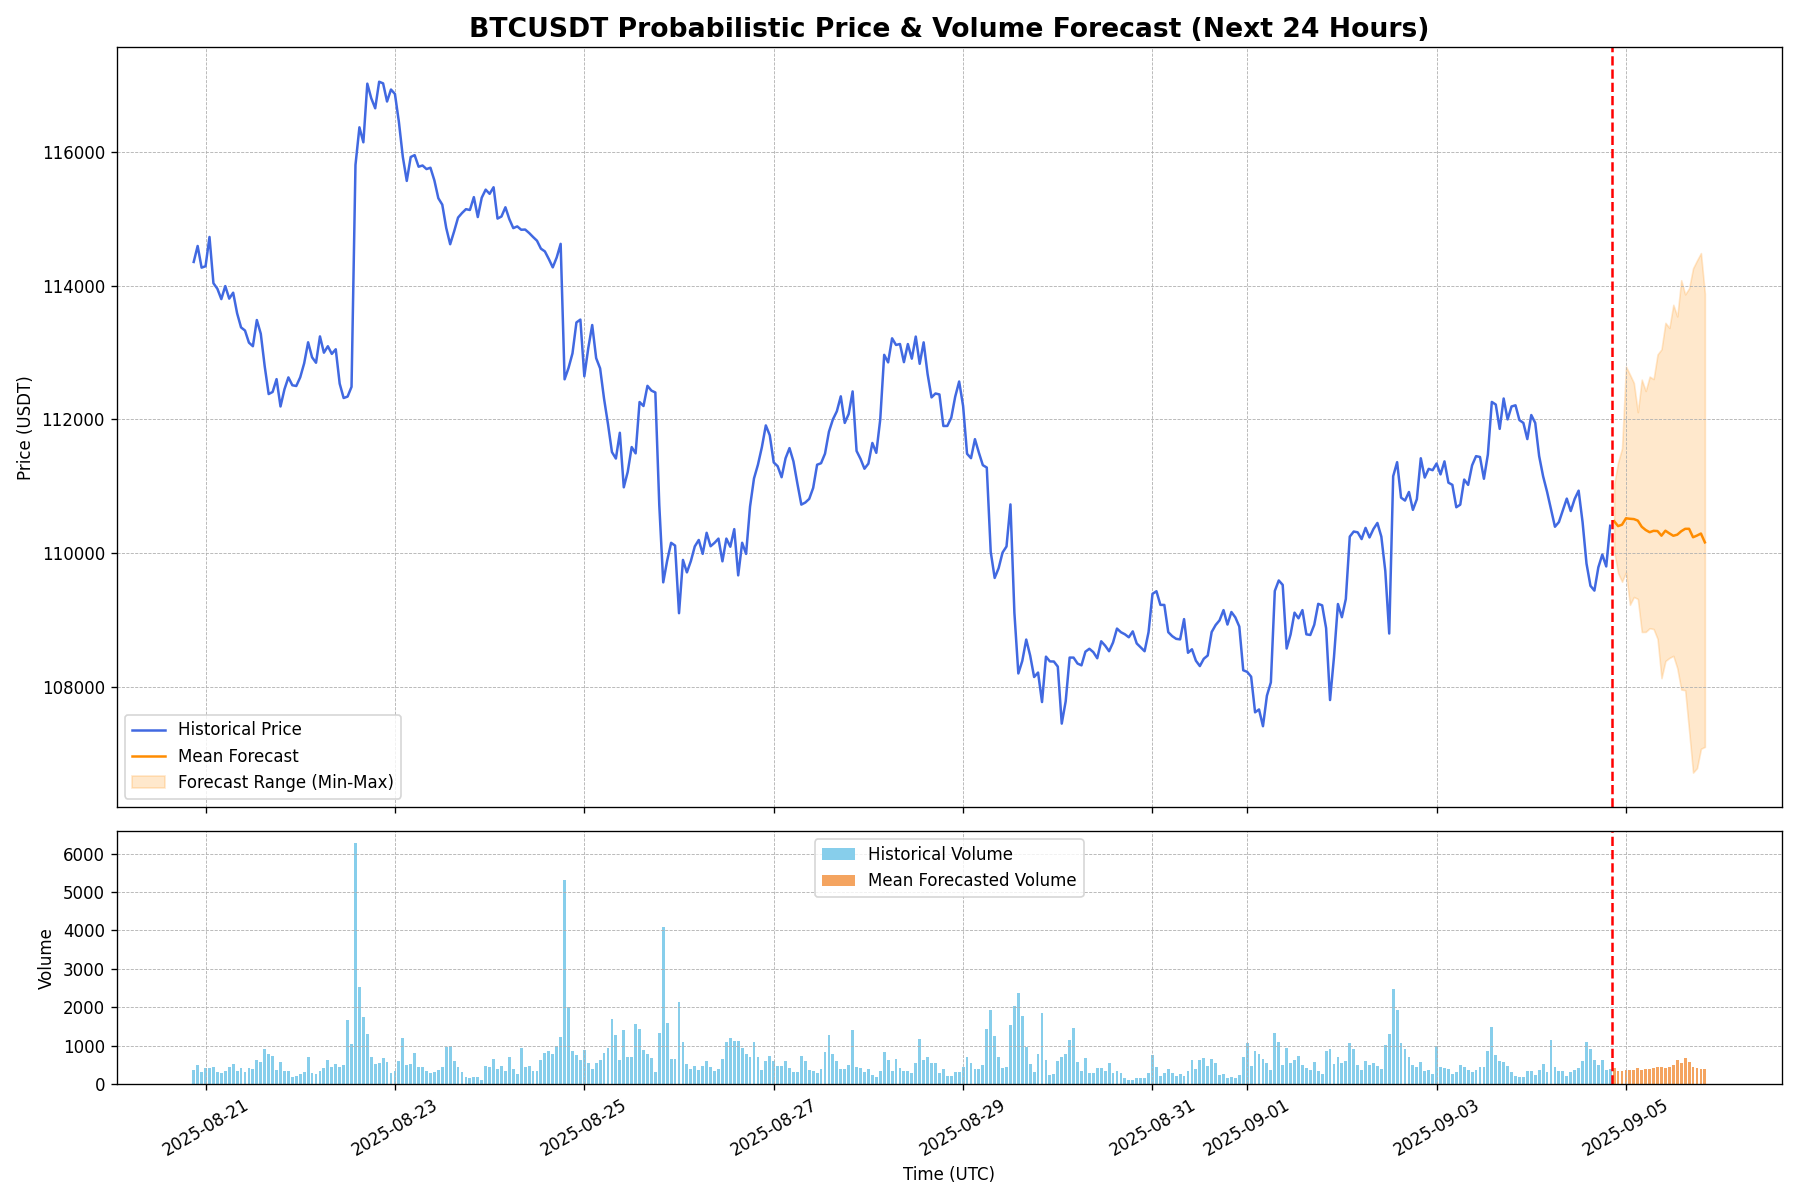 BTCUSDT Probabilistic Price & Volume Forecast (Next 24 Hours)
Price (USDT)
116000
114000
112000
110000
108000
Historical Price
Mean Forecast
Forecast Range (Min-Max)
Volume
6000
5000
4000
3000
2000
1000
0
Historical Volume
Mean Forecasted Volume
2025-08-21
2025-08-23
2025-08-25
2025-08-27
2025-08-29
2025-08-31
2025-09-01
2025-09-03
2025-09-05
Time (UTC)